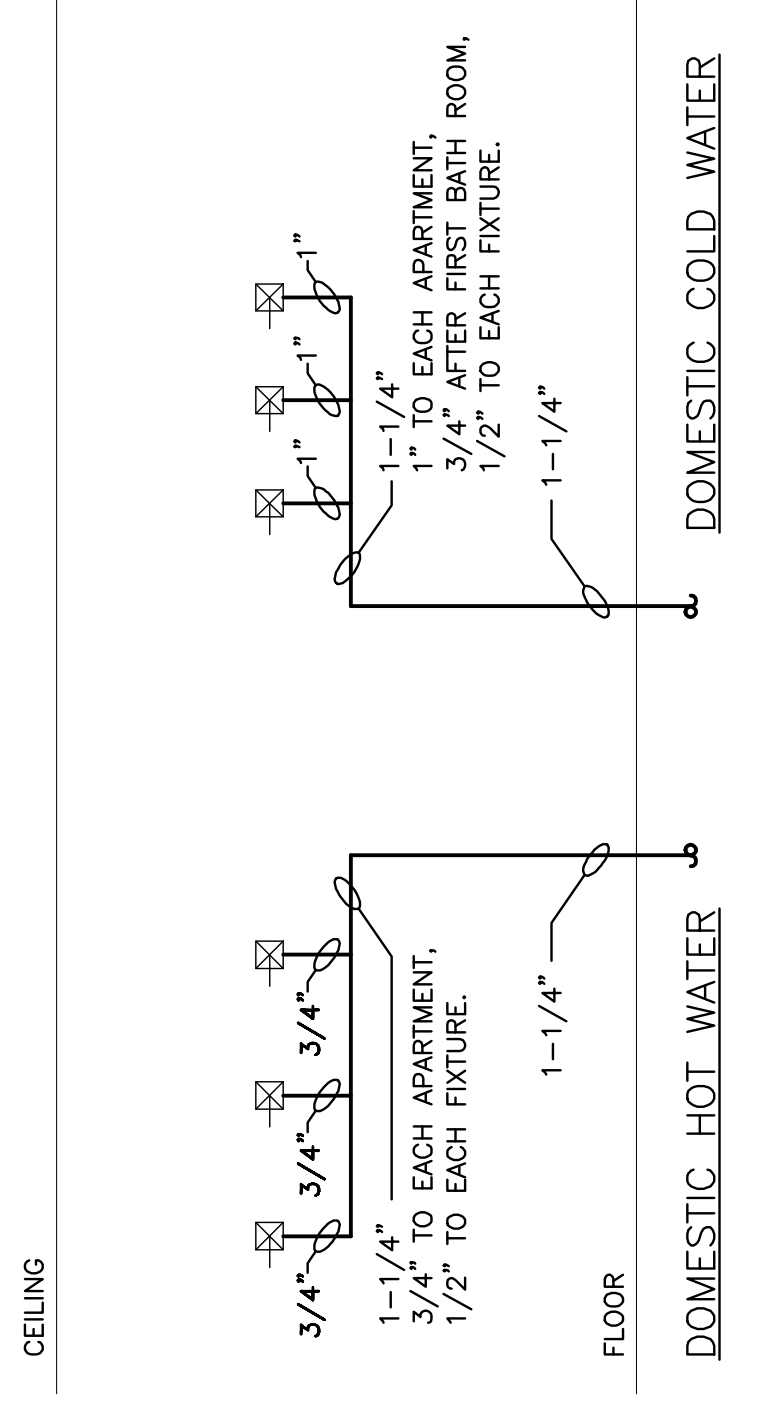 CEILING
3/4"
3/4"
3/4"
1"
1"
1"
1-1/4"
3/4" TO EACH APARTMENT,
1/2" TO EACH FIXTURE.
1-1/4"
1" TO EACH APARTMENT,
3/4" AFTER FIRST BATH ROOM,
1/2" TO EACH FIXTURE.
1-1/4"
1-1/4"
FLOOR
DOMESTIC HOT WATER
DOMESTIC COLD WATER